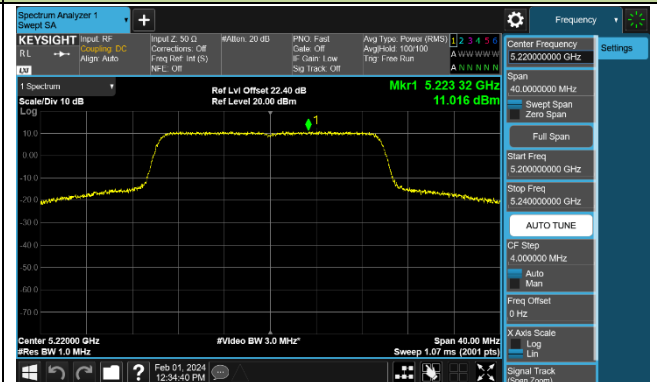 Spectrum Analyzer 1
Swept SA
Frequency
KEYSIGHT
RL
LXI
Input: RF
Coupling: DC
Align: Auto
Input Z: 50 Ω
Corrections: Off
Freq Ref: Int (S)
NFE: Off
#Atten: 20 dB
PNO: Fast
Gate: Off
IF Gain: Low
Sig Track: Off
Avg Type: Power (RMS)
Avg|Hold: 100/100
Trig: Free Run
1 2 3 4 5 6
A W W W W W
A N N N N N
1 Spectrum
Scale/Div 10 dB
Log
Ref Lvl Offset 22.40 dB
Ref Level 20.00 dBm
Mkr1 5.223 32 GHz
11.016 dBm
1
10.0
0.00
-10.0
-20.0
-30.0
-40.0
-50.0
-60.0
-70.0
Center 5.22000 GHz
#Res BW 1.0 MHz
#Video BW 3.0 MHz*
Span 40.00 MHz
Sweep 1.07 ms (2001 pts)
Center Frequency
5.220000000 GHz
Settings
Span
40.0000000 MHz
Swept Span
Zero Span
Full Span
Start Freq
5.200000000 GHz
Stop Freq
5.240000000 GHz
AUTO TUNE
CF Step
4.000000 MHz
Auto
Man
Freq Offset
0 Hz
X Axis Scale
Log
Lin
Signal Track
(Span Zoom)
?
Feb 01, 2024
12:34:40 PM